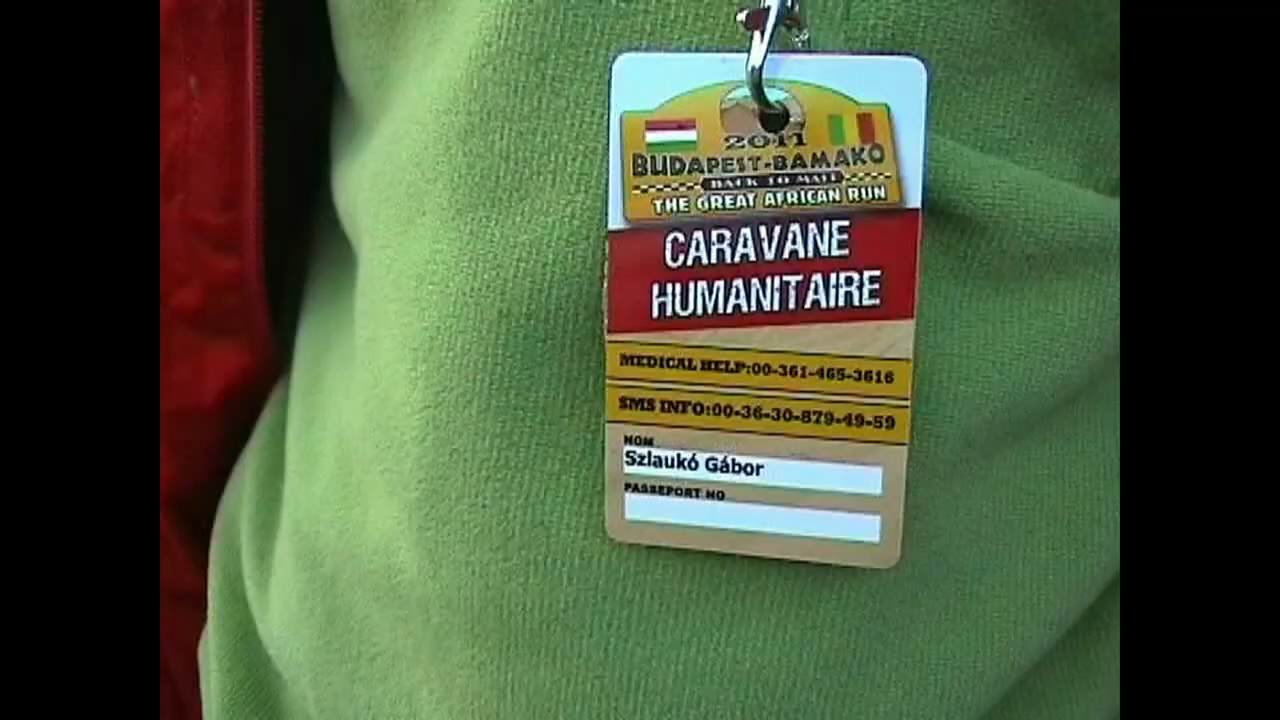 2011
BUDAPEST-BAMAKO
BACK TO MALI
THE GREAT AFRICAN RUN
CARAVANE
HUMANITAIRE
MEDICAL HELP:00-361-465-3616
SMS INFO:00-36-30-879-49-59
NOM
Szlaukó Gábor
PASSEPORT NO